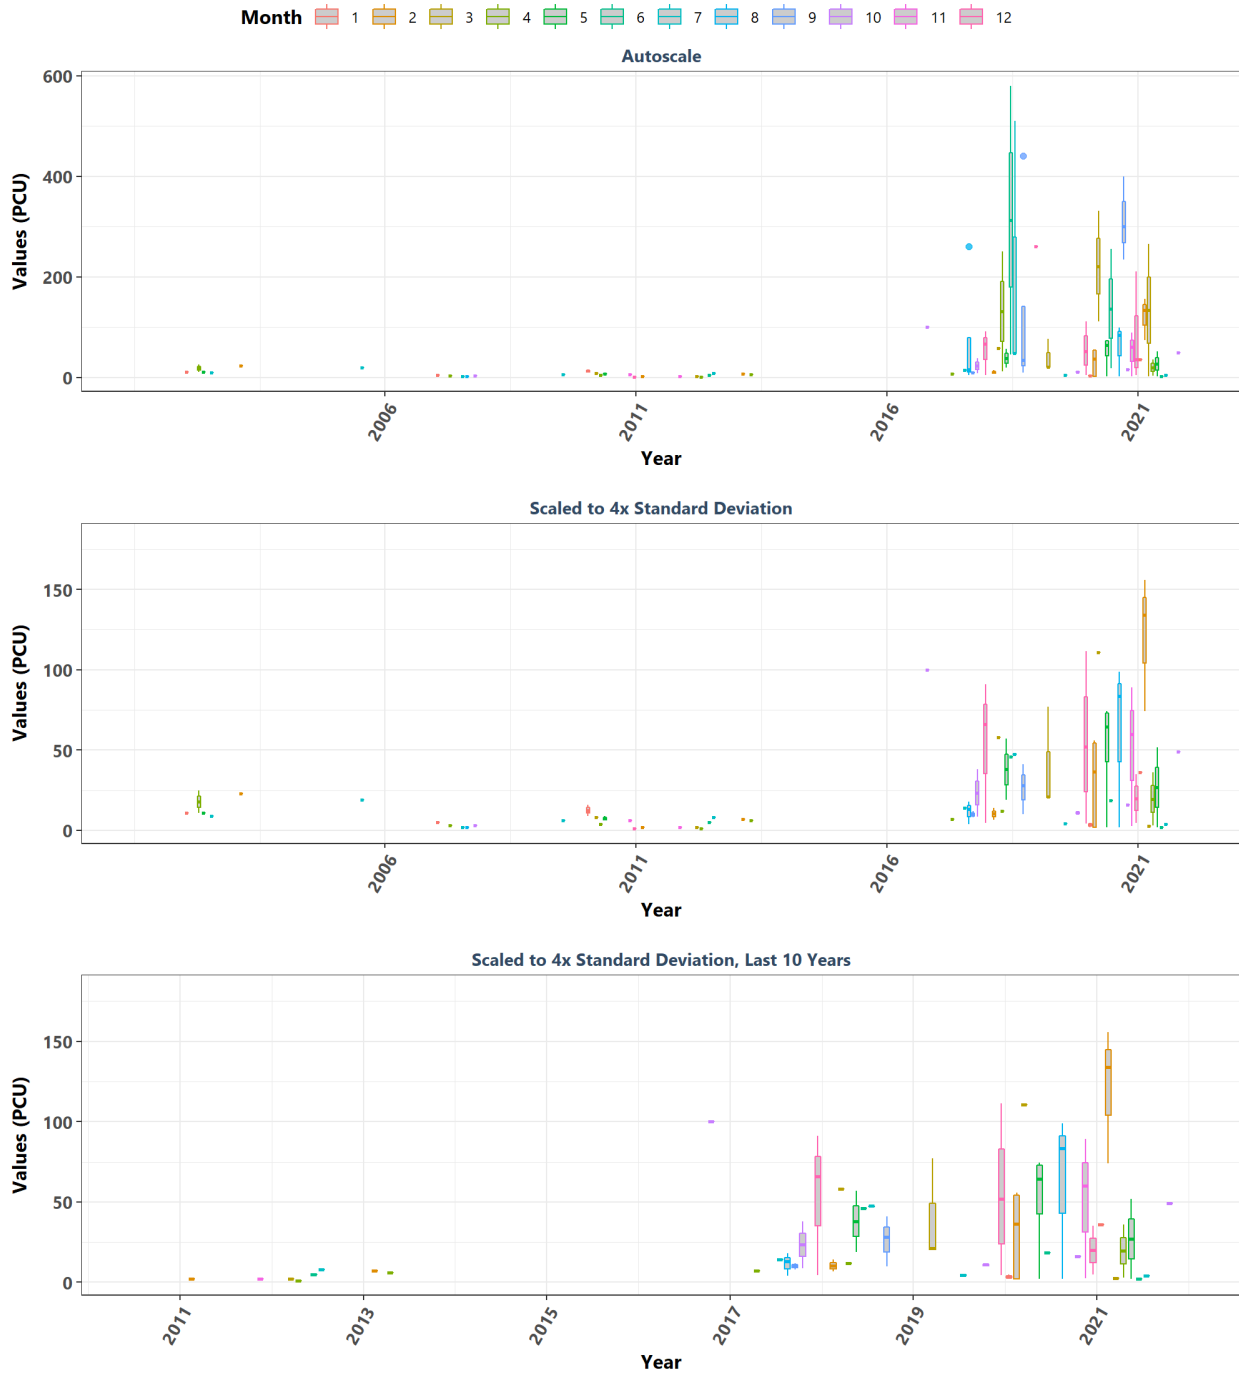 Month 1 2 3 4 5 6 7 8 9 10 11 12
Autoscale
Values (PCU)
600
400
200
0
2006 2011 2016 2021
Year
Scaled to 4x Standard Deviation
Values (PCU)
150
100
50
0
2006 2011 2016 2021
Year
Scaled to 4x Standard Deviation, Last 10 Years
Values (PCU)
150
100
50
0
2011 2013 2015 2017 2019 2021
Year